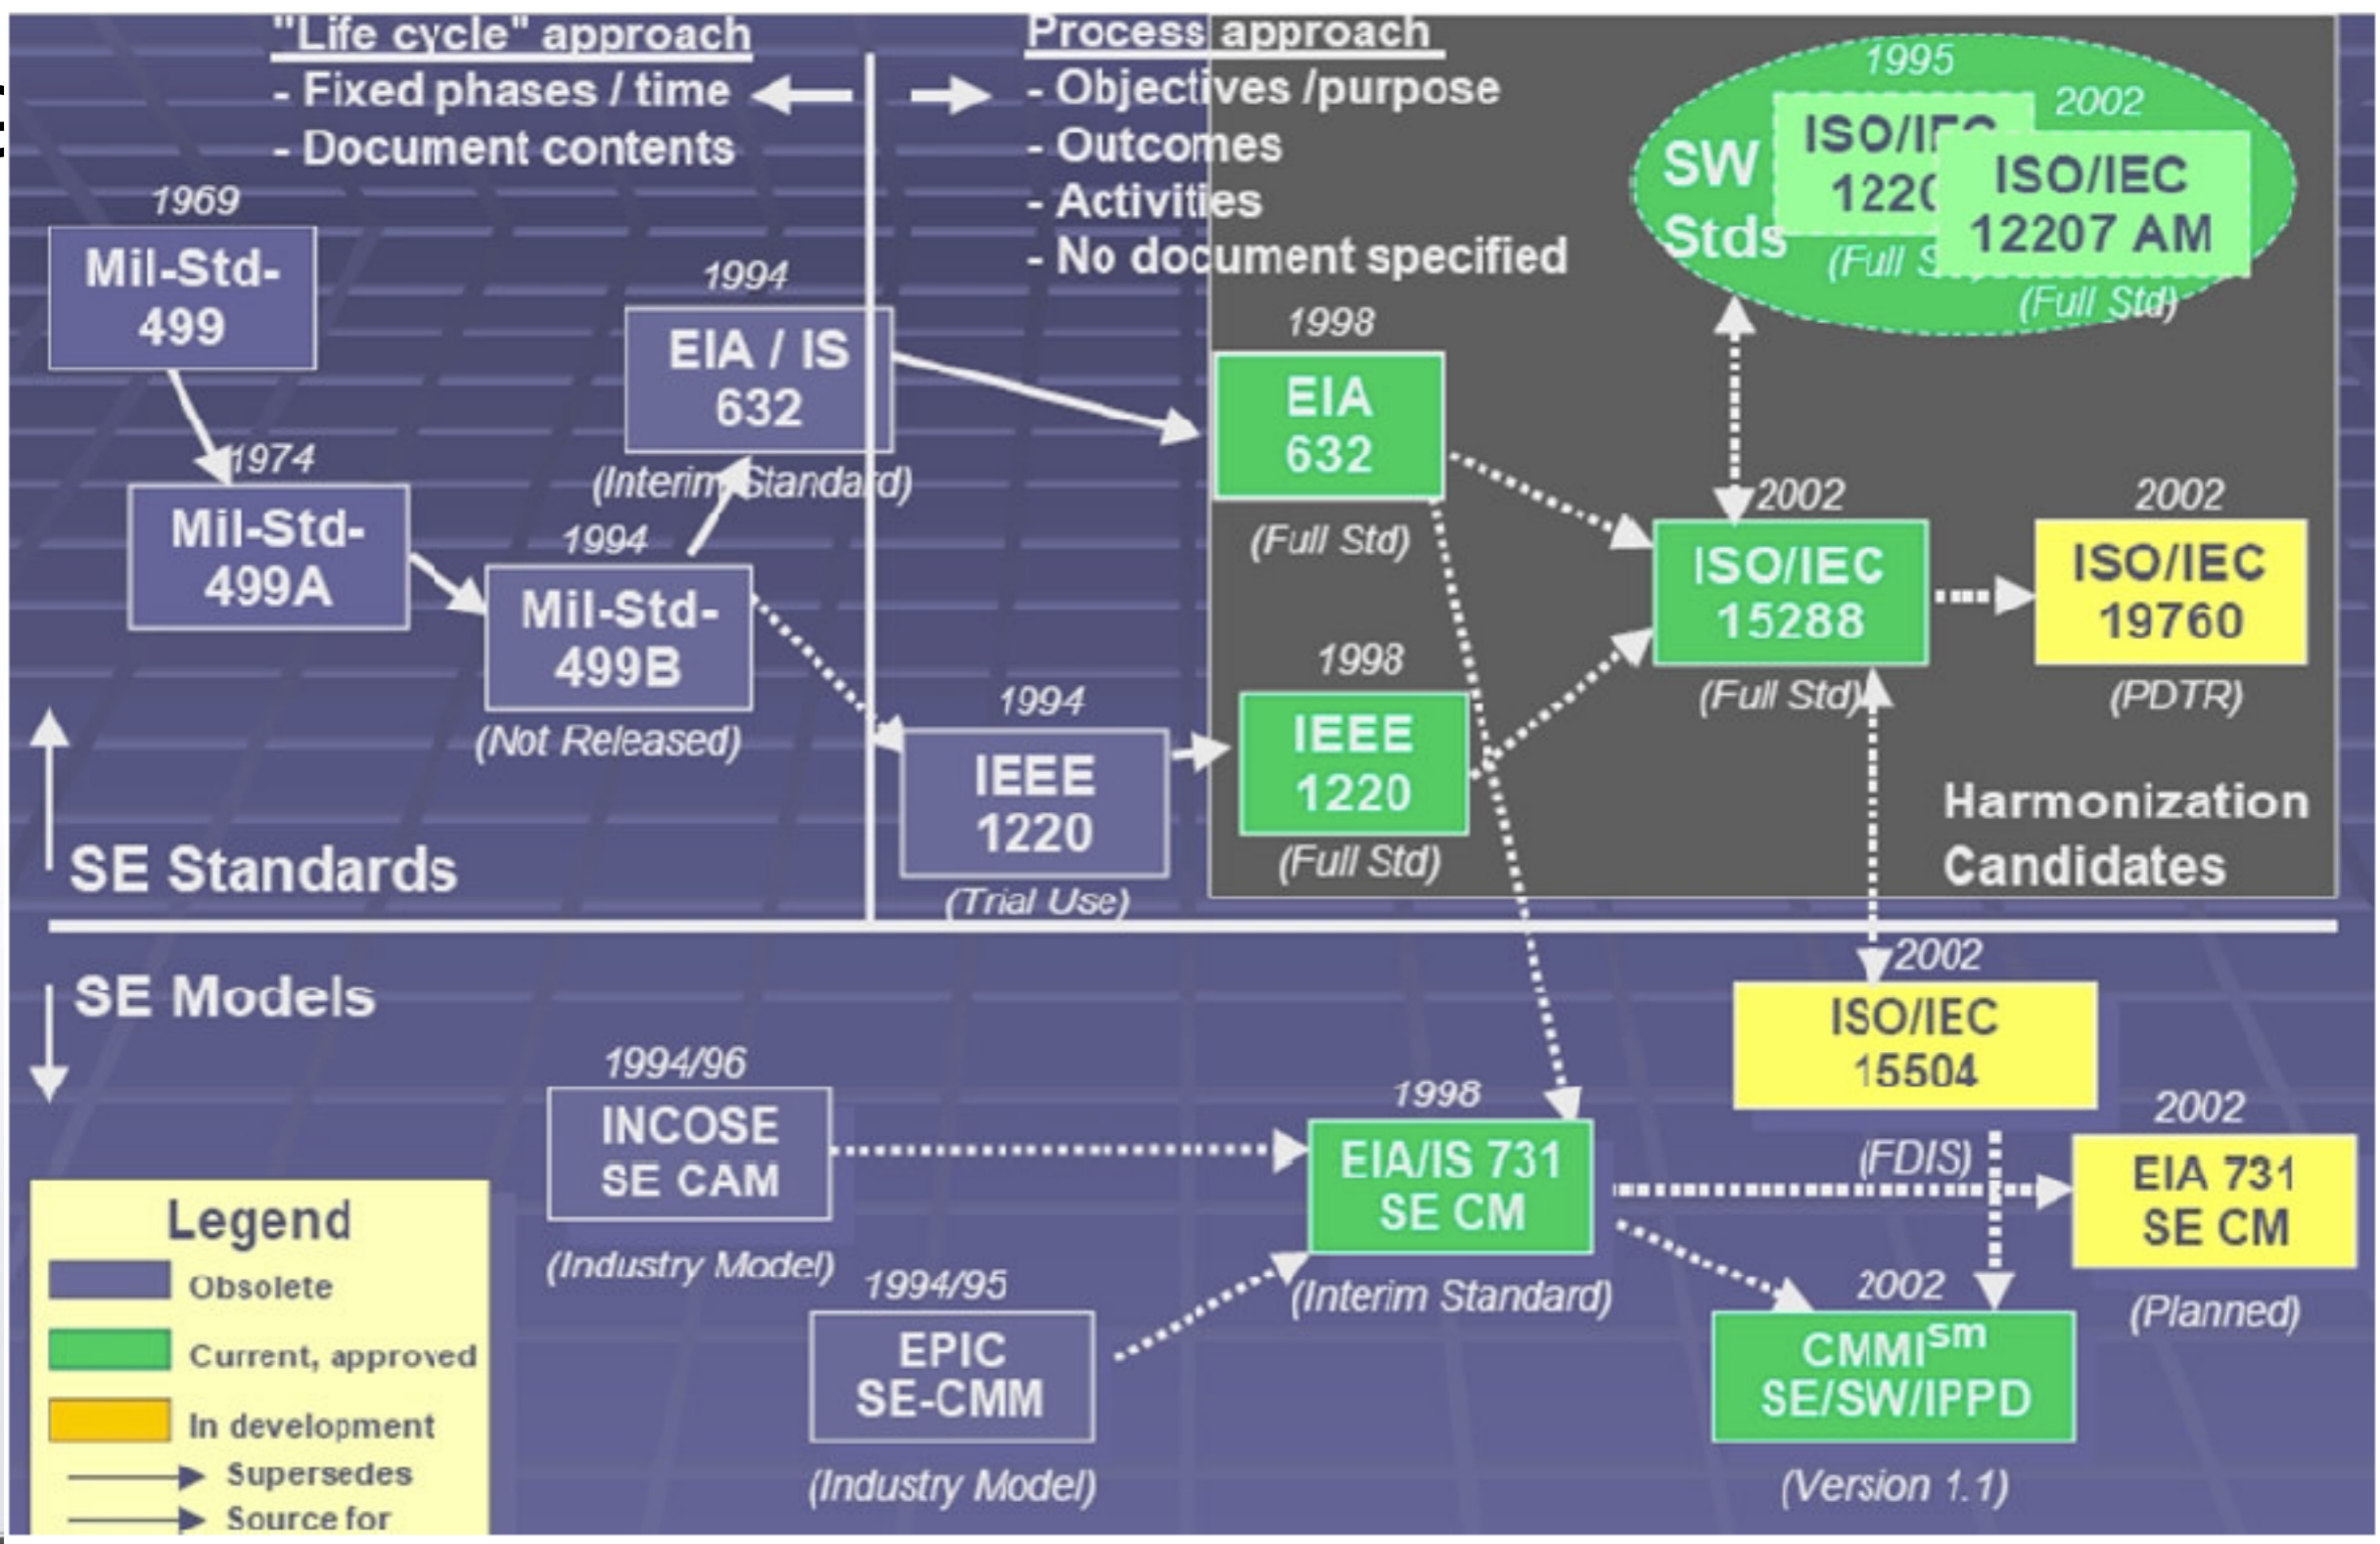 "Life cycle" approach
- Fixed phases / time
- Document contents
Process approach
- Objectives /purpose
- Outcomes
- Activities
- No document specified
1995
ISO/IEC
1220
(Full
2002
ISO/IEC
12207 AM
(Full Std)
SW
Stds
1969
Mil-Std-
499
1974
Mil-Std-
499A
1994
Mil-Std-
499B
(Not Released)
1994
EIA / IS
632
(Interim Standard)
1994
IEEE
1220
(Trial Use)
1998
EIA
632
(Full Std)
1998
IEEE
1220
(Full Std)
2002
ISO/IEC
15288
(Full Std)
2002
ISO/IEC
19760
(PDTR)
Harmonization
Candidates
SE Standards
SE Models
1994/96
INCOSE
SE CAM
(Industry Model)
1994/95
EPIC
SE-CMM
(Industry Model)
1998
EIA/IS 731
SE CM
(Interim Standard)
2002
ISO/IEC
15504
(FDIS)
2002
EIA 731
SE CM
(Planned)
2002
CMMIsm
SE/SW/IPPD
(Version 1.1)
Legend
Obsolete
Current, approved
In development
Supersedes
Source for